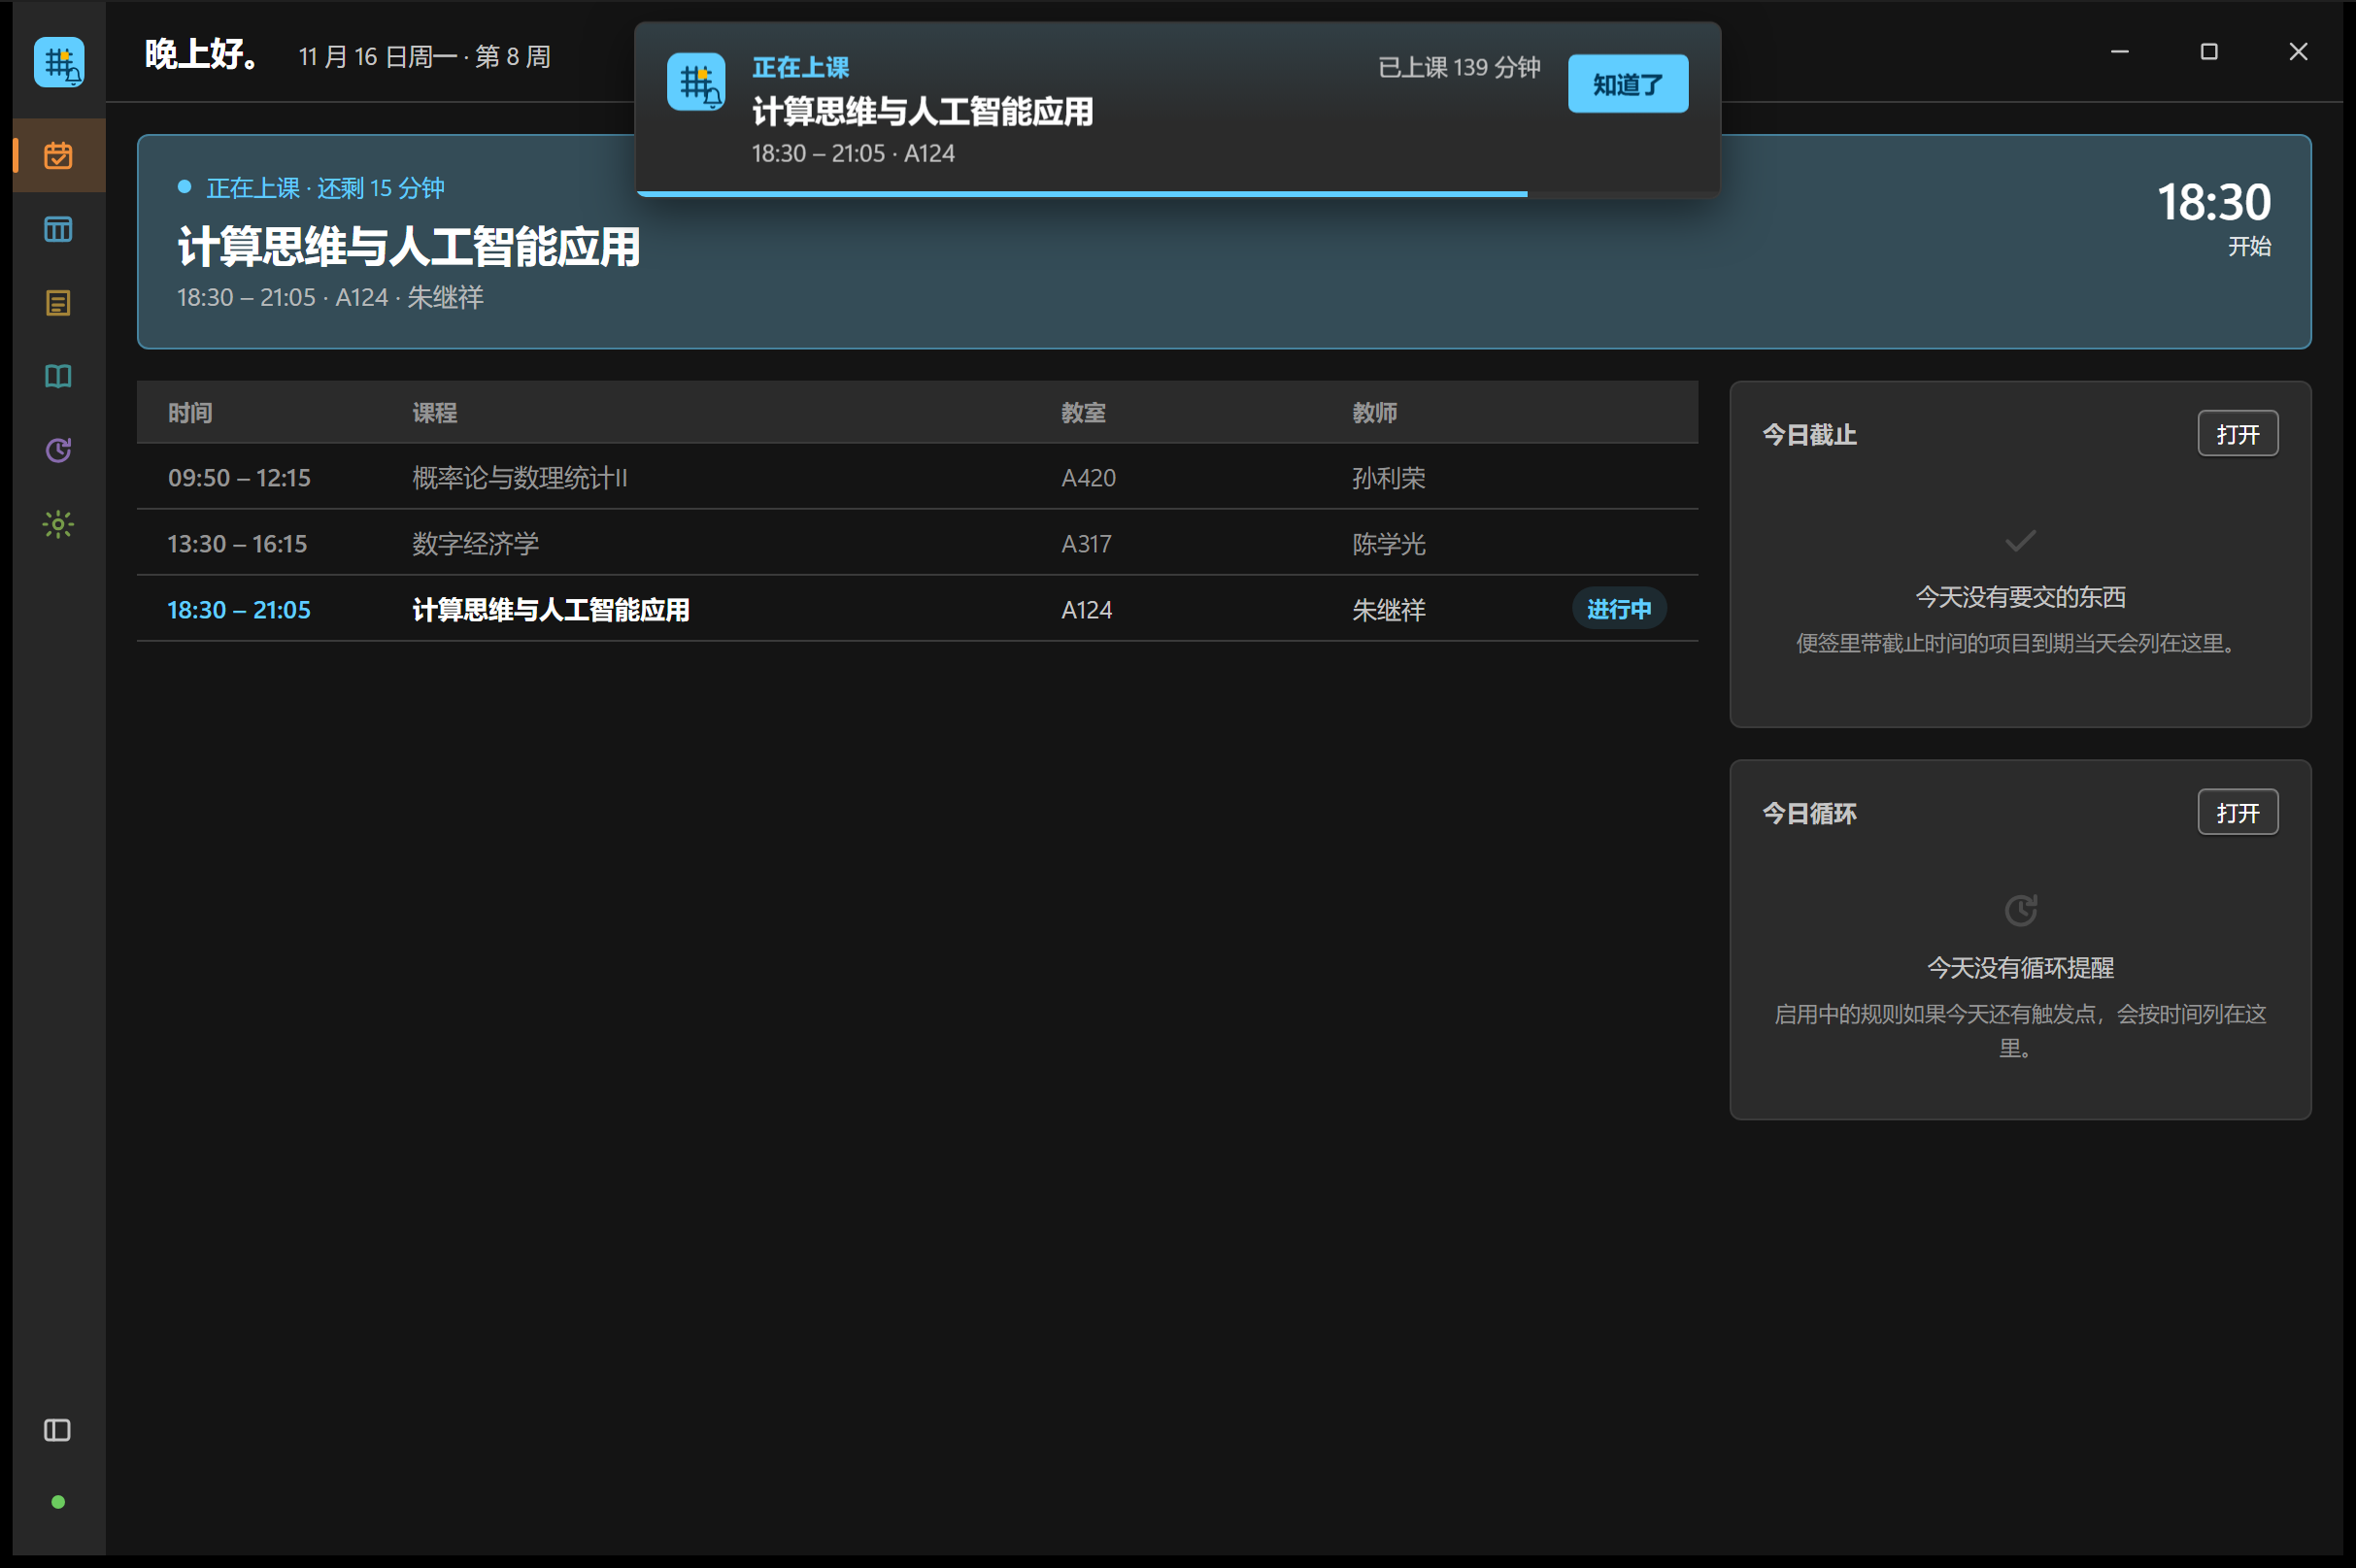 晚上好。 11 月 16 日周一 · 第 8 周
正在上课
已上课 139 分钟
知道了
计算思维与人工智能应用
18:30 – 21:05 · A124
正在上课 · 还剩 15 分钟
计算思维与人工智能应用
18:30 – 21:05 · A124 · 朱继祥
18:30
开始
时间 课程 教室 教师
09:50 – 12:15 概率论与数理统计II A420 孙利荣
13:30 – 16:15 数字经济学 A317 陈学光
18:30 – 21:05 计算思维与人工智能应用 A124 朱继祥 进行中
今日截止 打开
今天没有要交的东西
便签里带截止时间的项目到期当天会列在这里。
今日循环 打开
今天没有循环提醒
启用中的规则如果今天还有触发点，会按时间列在这
里。